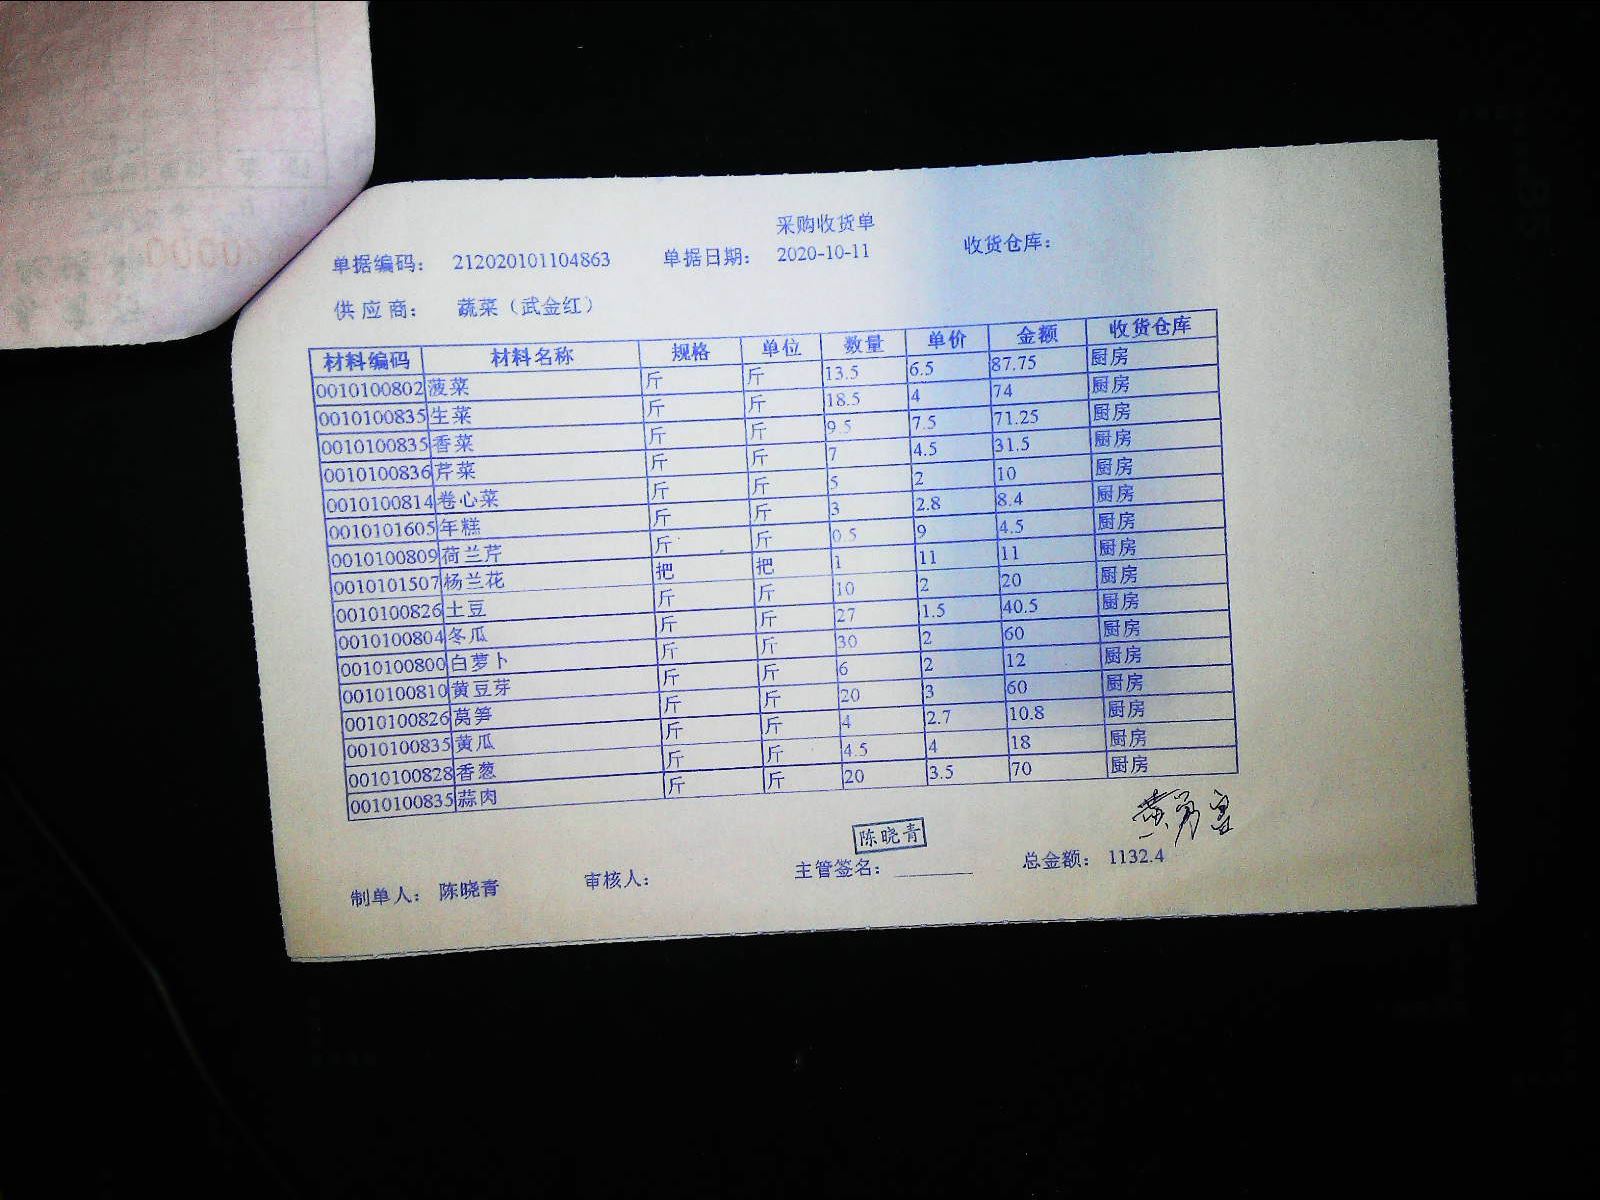 采购收货单
单据编码: 212020101104863 单据日期: 2020-10-11 收货仓库:
供应商: 蔬菜（武金红）
材料编码 材料名称 规格 单位 数量 单价 金额 收货仓库
0010100802 菠菜 斤 斤 13.5 6.5 87.75 厨房
0010100835 生菜 斤 斤 18.5 4 74 厨房
0010100835 香菜 斤 斤 9.5 7.5 71.25 厨房
0010100836 芹菜 斤 斤 7 4.5 31.5 厨房
0010100814 卷心菜 斤 斤 5 2 10 厨房
0010101605 年糕 斤 斤 3 2.8 8.4 厨房
0010100809 荷兰芹 斤 斤 0.5 9 4.5 厨房
0010101507 杨兰花 把 把 1 11 11 厨房
0010100826 土豆 斤 斤 10 2 20 厨房
0010100804 冬瓜 斤 斤 27 1.5 40.5 厨房
0010100800 白萝卜 斤 斤 30 2 60 厨房
0010100810 黄豆芽 斤 斤 6 2 12 厨房
0010100826 莴笋 斤 斤 20 3 60 厨房
0010100835 黄瓜 斤 斤 4 2.7 10.8 厨房
0010100828 香葱 斤 斤 4.5 4 18 厨房
0010100835 蒜肉 斤 斤 20 3.5 70 厨房
陈晓青
制单人: 陈晓青 审核人: 主管签名: 总金额: 1132.4